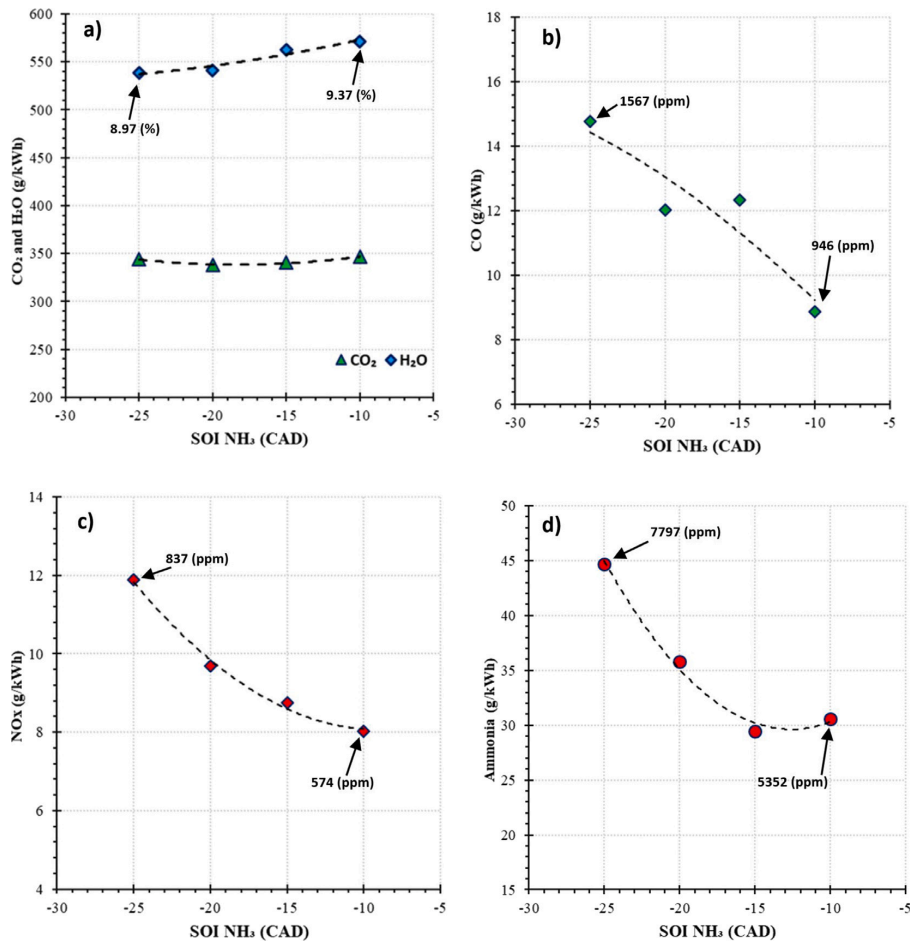 a)
600
550
500
450
400
350
300
250
200
CO₂ and H₂O (g/kWh)
8.97 (%)
9.37 (%)
CO₂ H₂O
-30 -25 -20 -15 -10 -5
SOI NH₃ (CAD)
b)
18
16
14
12
10
8
6
CO (g/kWh)
1567 (ppm)
946 (ppm)
-30 -25 -20 -15 -10 -5
SOI NH₃ (CAD)
c)
14
12
10
8
6
4
NOx (g/kWh)
837 (ppm)
574 (ppm)
-30 -25 -20 -15 -10 -5
SOI NH₃ (CAD)
d)
50
45
40
35
30
25
20
15
Ammonia (g/kWh)
7797 (ppm)
5352 (ppm)
-30 -25 -20 -15 -10 -5
SOI NH₃ (CAD)